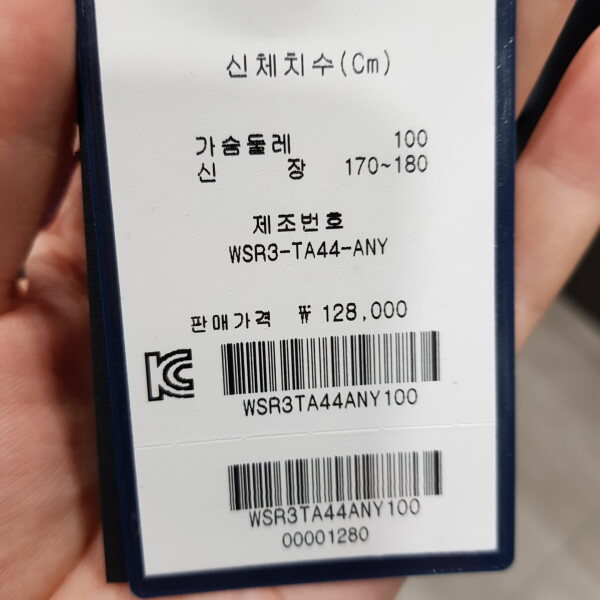 신체치수(Cm)
가슴둘레 100
신 장 170~180
제조번호
WSR3-TA44-ANY
판매가격 ₩ 128,000
KC
WSR3TA44ANY100
WSR3TA44ANY100
00001280